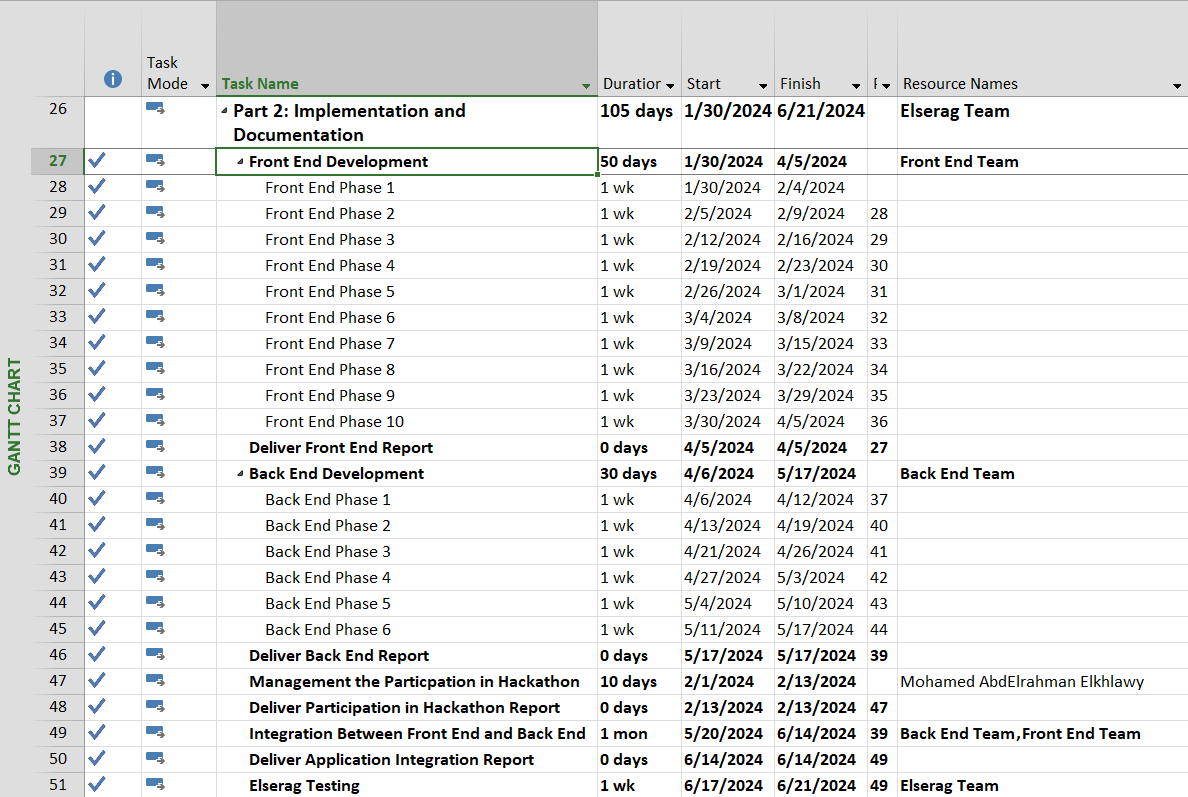 Task
Mode Task Name Duratior Start Finish F Resource Names
26 Part 2: Implementation and 105 days 1/30/2024 6/21/2024 Elserag Team
Documentation
27 Front End Development 50 days 1/30/2024 4/5/2024 Front End Team
28 Front End Phase 1 1 wk 1/30/2024 2/4/2024
29 Front End Phase 2 1 wk 2/5/2024 2/9/2024 28
30 Front End Phase 3 1 wk 2/12/2024 2/16/2024 29
31 Front End Phase 4 1 wk 2/19/2024 2/23/2024 30
32 Front End Phase 5 1 wk 2/26/2024 3/1/2024 31
33 Front End Phase 6 1 wk 3/4/2024 3/8/2024 32
34 Front End Phase 7 1 wk 3/9/2024 3/15/2024 33
35 Front End Phase 8 1 wk 3/16/2024 3/22/2024 34
36 Front End Phase 9 1 wk 3/23/2024 3/29/2024 35
37 Front End Phase 10 1 wk 3/30/2024 4/5/2024 36
38 Deliver Front End Report 0 days 4/5/2024 4/5/2024 27
39 Back End Development 30 days 4/6/2024 5/17/2024 Back End Team
40 Back End Phase 1 1 wk 4/6/2024 4/12/2024 37
41 Back End Phase 2 1 wk 4/13/2024 4/19/2024 40
42 Back End Phase 3 1 wk 4/21/2024 4/26/2024 41
43 Back End Phase 4 1 wk 4/27/2024 5/3/2024 42
44 Back End Phase 5 1 wk 5/4/2024 5/10/2024 43
45 Back End Phase 6 1 wk 5/11/2024 5/17/2024 44
46 Deliver Back End Report 0 days 5/17/2024 5/17/2024 39
47 Management the Particpation in Hackathon 10 days 2/1/2024 2/13/2024 Mohamed AbdElrahman Elkhlawy
48 Deliver Participation in Hackathon Report 0 days 2/13/2024 2/13/2024 47
49 Integration Between Front End and Back End 1 mon 5/20/2024 6/14/2024 39 Back End Team,Front End Team
50 Deliver Application Integration Report 0 days 6/14/2024 6/14/2024 49
51 Elserag Testing 1 wk 6/17/2024 6/21/2024 49 Elserag Team
GANTT CHART